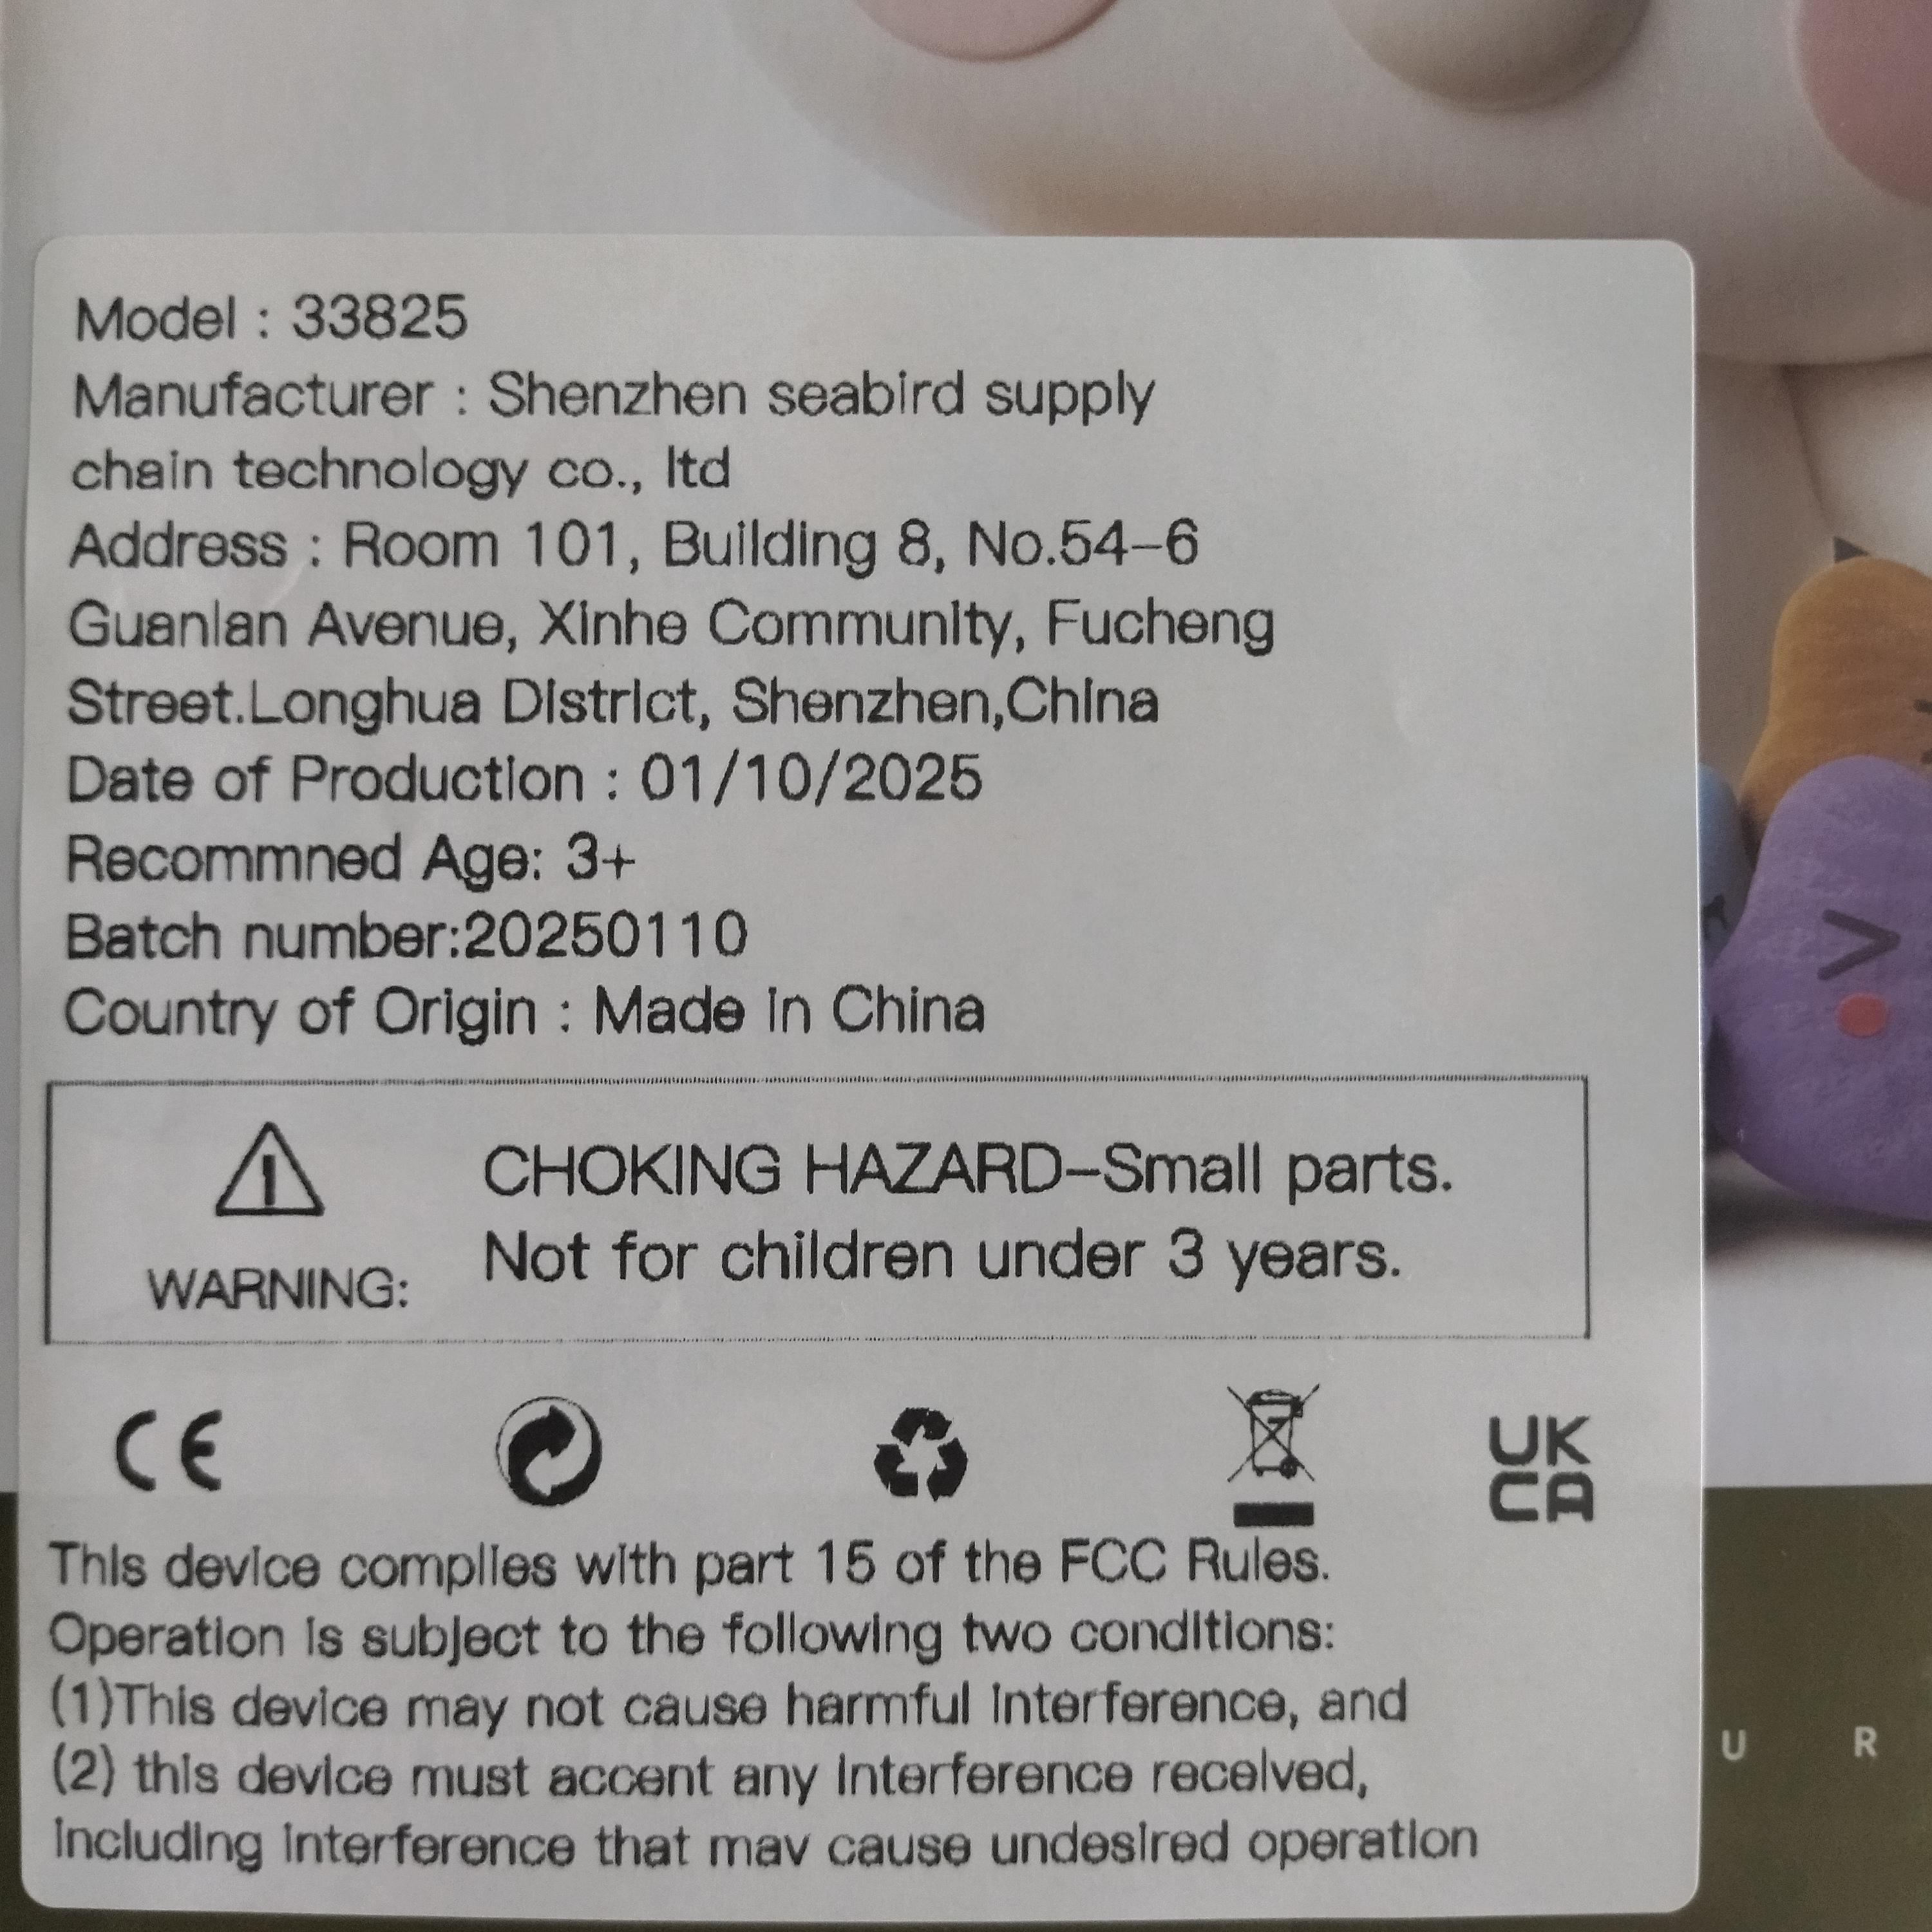 Model : 33825
Manufacturer : Shenzhen seabird supply
chain technology co., ltd
Address : Room 101, Building 8, No.54-6
Guanlan Avenue, Xinhe Community, Fucheng
Street.Longhua District, Shenzhen,China
Date of Production : 01/10/2025
Recommned Age: 3+
Batch number:20250110
Country of Origin : Made in China
CHOKING HAZARD-Small parts.
Not for children under 3 years.
WARNING:
CE
UK
CA
This device complies with part 15 of the FCC Rules.
Operation is subject to the following two conditions:
(1)This device may not cause harmful interference, and
(2) this device must accent any interference received,
including interference that mav cause undesired operation
U R